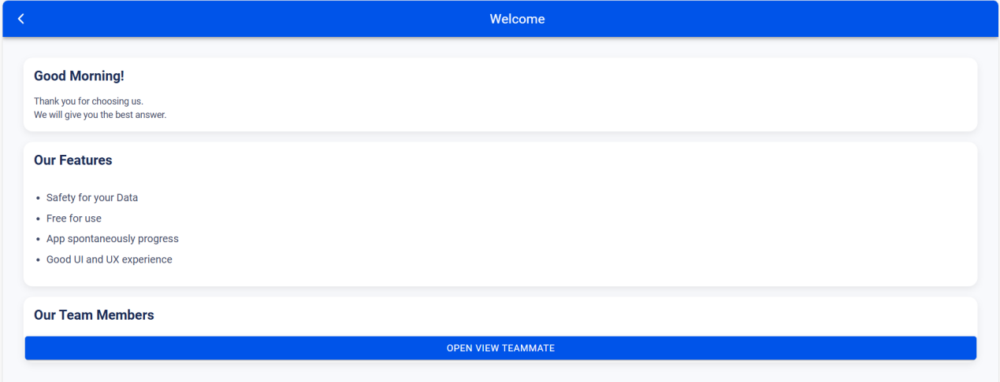 Welcome
Good Morning!
Thank you for choosing us.
We will give you the best answer.
Our Features
Safety for your Data
Free for use
App spontaneously progress
Good UI and UX experience
Our Team Members
OPEN VIEW TEAMMATE